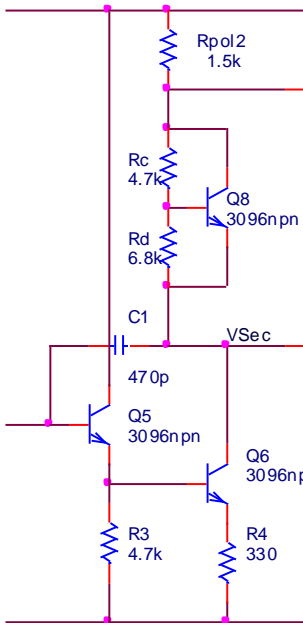 Rpol2
1.5k
Rc
4.7k
Q8
3096npn
Rd
6.8k
C1
VSec
470p
Q5
3096npn
Q6
3096np
R3
4.7k
R4
330